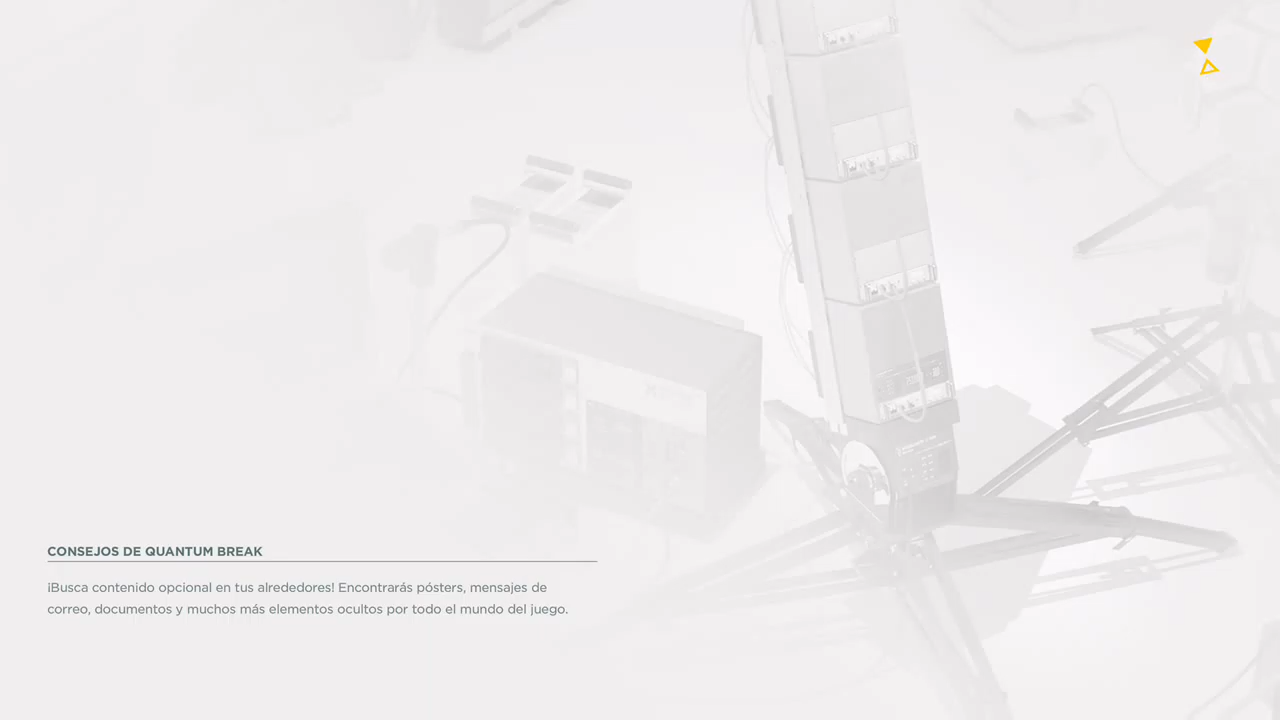 CONSEJOS DE QUANTUM BREAK
¡Busca contenido opcional en tus alrededores! Encontrarás pósters, mensajes de
correo, documentos y muchos más elementos ocultos por todo el mundo del juego.